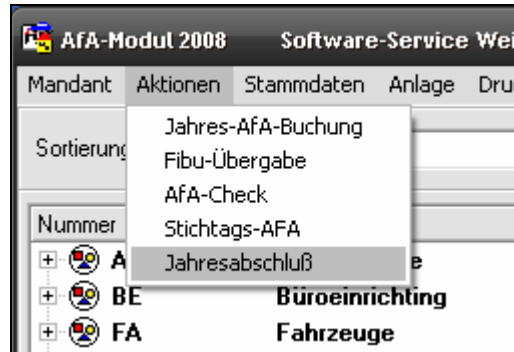 AfA-Modul 2008 Software-Service Wei
Mandant Aktionen Stammdaten Anlage Dru
Jahres-AfA-Buchung
Sortierung
Fibu-Übergabe
AfA-Check
Nummer
Stichtags-AFA
A e
Jahresabschluß
BE Büroeinrichting
FA Fahrzeuge